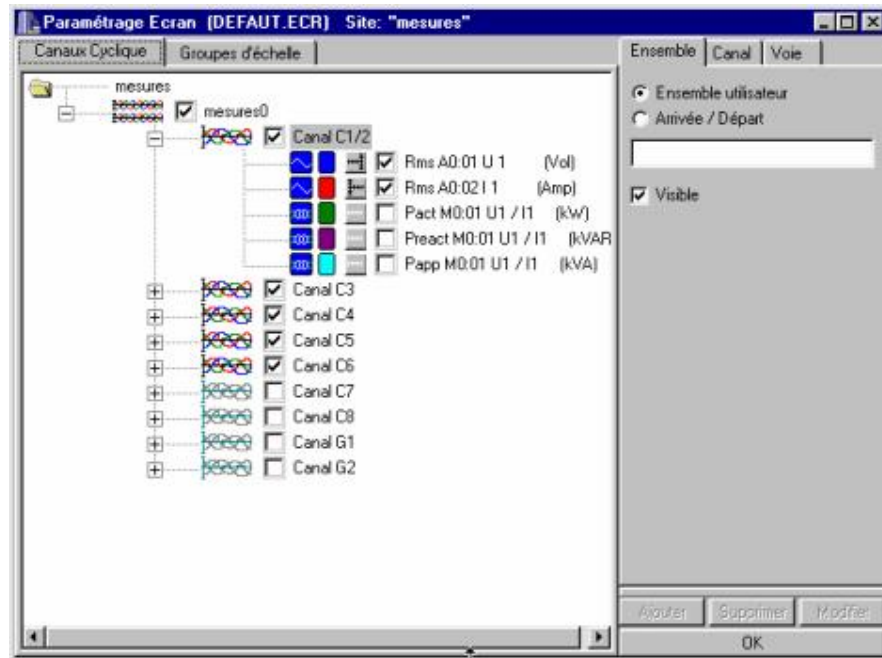 Paramétrage Ecran (DEFAUT.ECR) Site: "mesures"
Canaux Cyclique
Groupes d'échelle
mesures
mesures0
Canal C1/2
Rms A0:01 U 1 (Vol)
Rms A0:02 I 1 (Amp)
Pact M0:01 U1 / I1 (kW)
Preact M0:01 U1 / I1 (kVAR
Papp M0:01 U1 / I1 (kVA)
Canal C3
Canal C4
Canal C5
Canal C6
Canal C7
Canal C8
Canal G1
Canal G2
Ensemble
Canal
Voie
Ensemble utilisateur
Arrivée / Départ
Visible
Ajouter
Supprimer
Modifier
OK